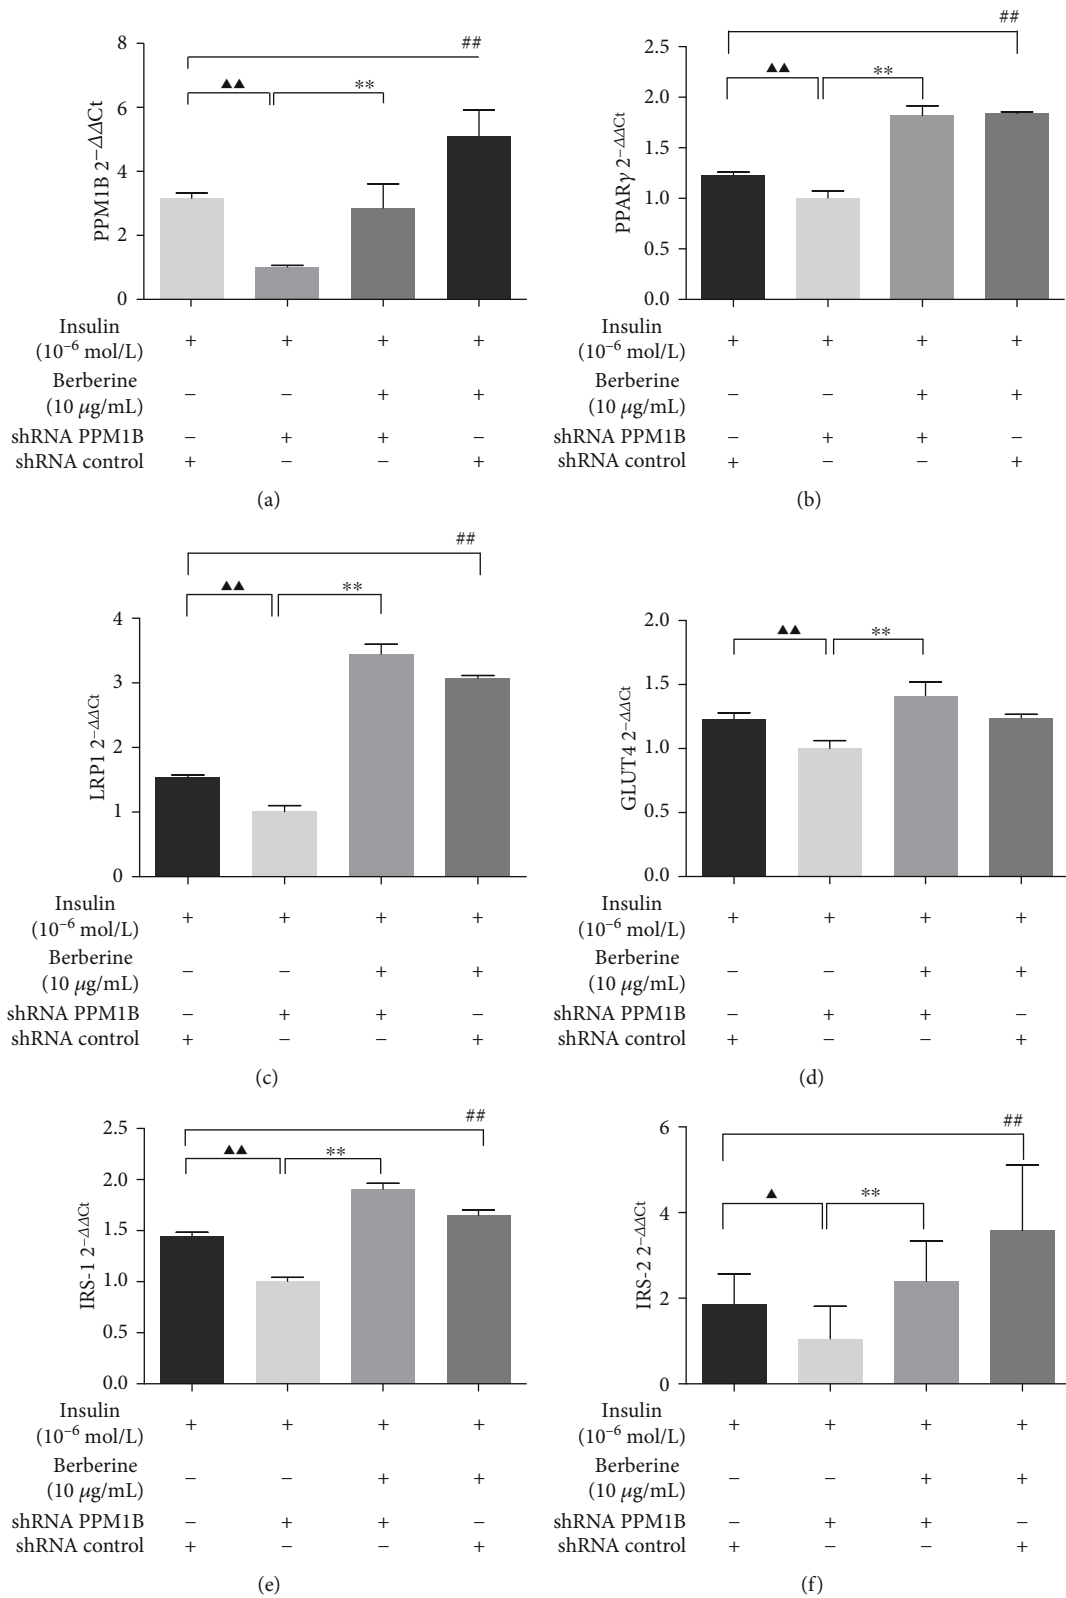 ##
▲▲ **
8
6
4
2
0
PPM1B 2−ΔΔCt
Insulin
(10−6 mol/L) + + + +
Berberine
(10 μg/mL) − − + +
shRNA PPM1B − + + −
shRNA control + − − +
(a)
##
▲▲ **
2.5
2.0
1.5
1.0
0.5
0.0
PPARγ 2−ΔΔCt
Insulin
(10−6 mol/L) + + + +
Berberine
(10 μg/mL) − − + +
shRNA PPM1B − + + −
shRNA control + − − +
(b)
##
▲▲ **
4
3
2
1
0
LRP1 2−ΔΔCt
Insulin
(10−6 mol/L) + + + +
Berberine
(10 μg/mL) − − + +
shRNA PPM1B − + + −
shRNA control + − − +
(c)
▲▲ **
2.0
1.5
1.0
0.5
0.0
GLUT4 2−ΔΔCt
Insulin
(10−6 mol/L) + + + +
Berberine
(10 μg/mL) − − + +
shRNA PPM1B − + + −
shRNA control + − − +
(d)
##
▲▲ **
2.5
2.0
1.5
1.0
0.5
0.0
IRS-1 2−ΔΔCt
Insulin
(10−6 mol/L) + + + +
Berberine
(10 μg/mL) − − + +
shRNA PPM1B − + + −
shRNA control + − − +
(e)
##
▲ **
6
4
2
0
IRS-2 2−ΔΔCt
Insulin
(10−6 mol/L) + + + +
Berberine
(10 μg/mL) − − + +
shRNA PPM1B − + + −
shRNA control + − − +
(f)